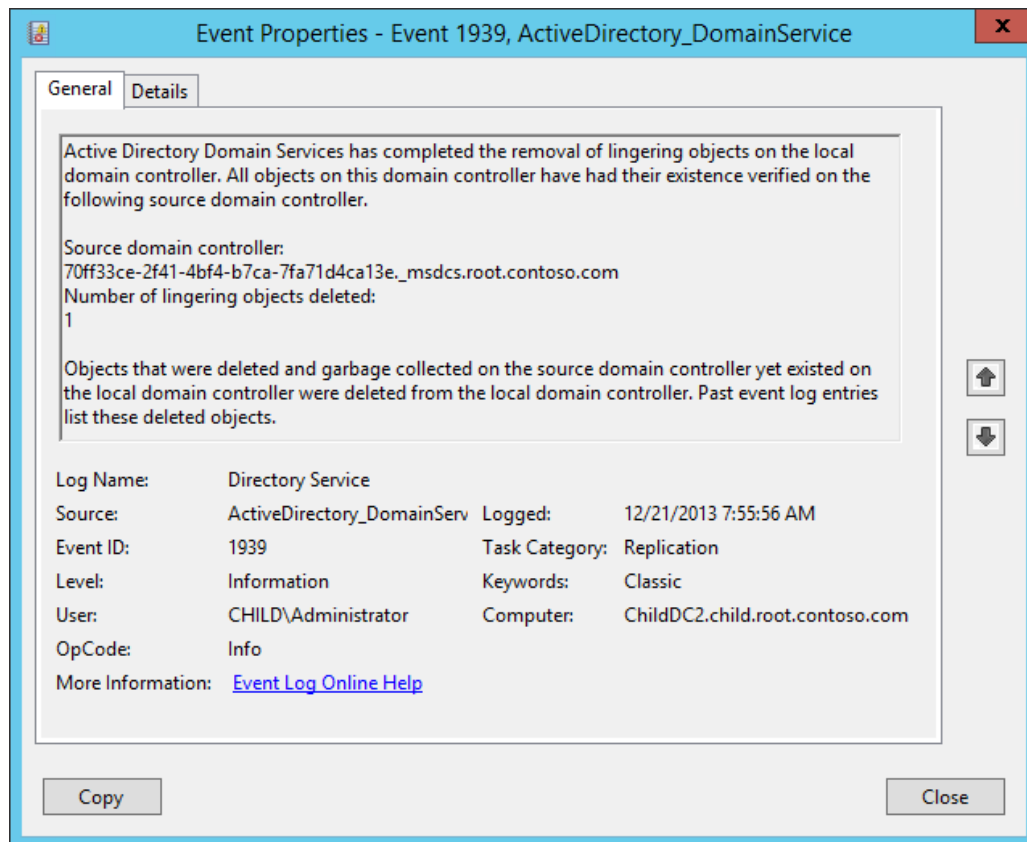 Event Properties - Event 1939, ActiveDirectory_DomainService
x
General Details
Active Directory Domain Services has completed the removal of lingering objects on the local
domain controller. All objects on this domain controller have had their existence verified on the
following source domain controller.
Source domain controller:
70ff33ce-2f41-4bf4-b7ca-7fa71d4ca13e._msdcs.root.contoso.com
Number of lingering objects deleted:
1
Objects that were deleted and garbage collected on the source domain controller yet existed on
the local domain controller were deleted from the local domain controller. Past event log entries
list these deleted objects.
Log Name: Directory Service
Source: ActiveDirectory_DomainServ Logged: 12/21/2013 7:55:56 AM
Event ID: 1939 Task Category: Replication
Level: Information Keywords: Classic
User: CHILD\Administrator Computer: ChildDC2.child.root.contoso.com
OpCode: Info
More Information: Event Log Online Help
Copy Close